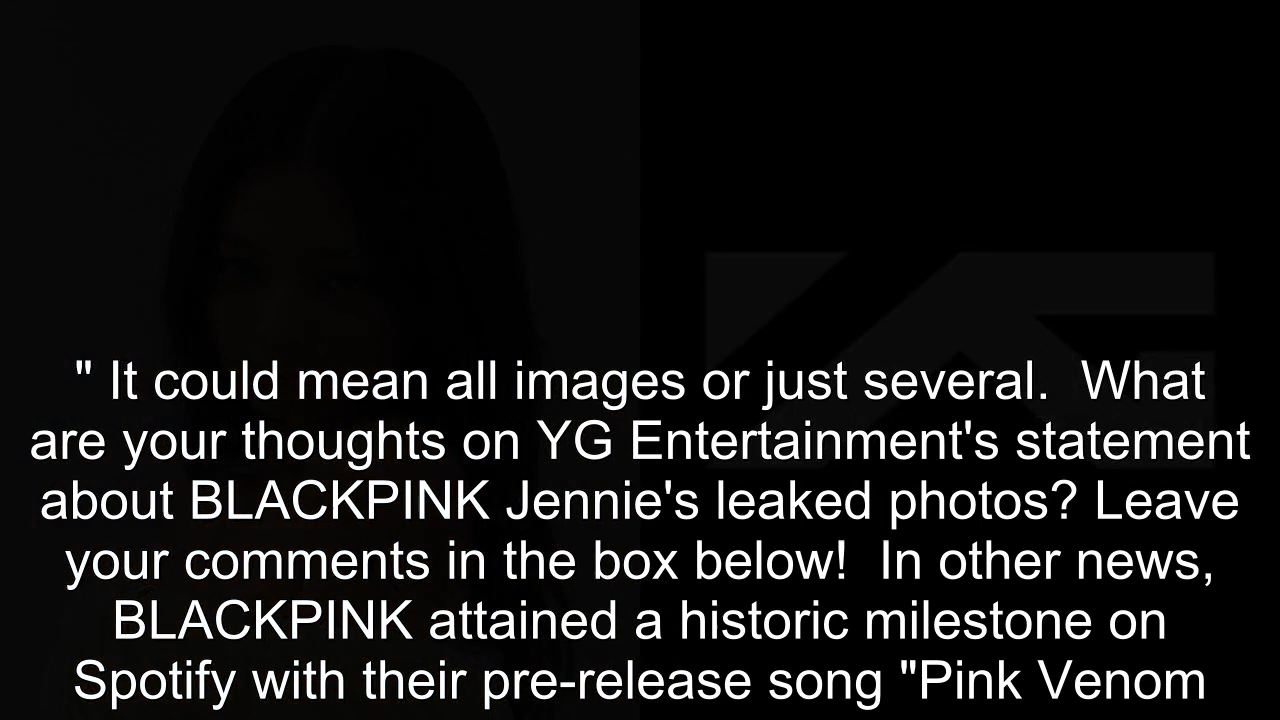 " It could mean all images or just several.  What
are your thoughts on YG Entertainment's statement
about BLACKPINK Jennie's leaked photos? Leave
your comments in the box below!  In other news,
BLACKPINK attained a historic milestone on
Spotify with their pre-release song "Pink Venom
YG